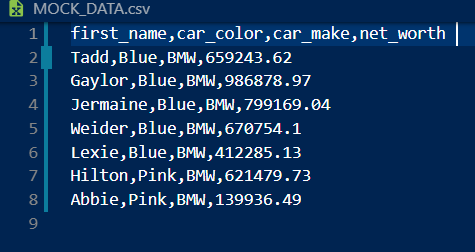 MOCK_DATA.csv
1 first_name,car_color,car_make,net_worth
2 Tadd,Blue,BMW,659243.62
3 Gaylor,Blue,BMW,986878.97
4 Jermaine,Blue,BMW,799169.04
5 Weider,Blue,BMW,670754.1
6 Lexie,Blue,BMW,412285.13
7 Hilton,Pink,BMW,621479.73
8 Abbie,Pink,BMW,139936.49
9